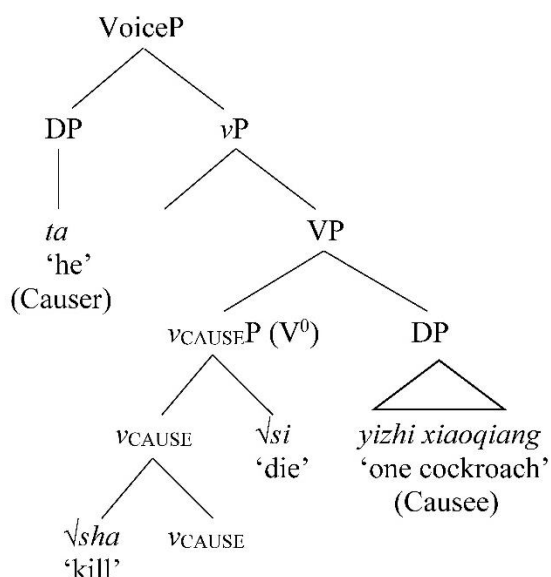 VoiceP
DP vP
ta
‘he’
(Causer)
VP
vCAUSEP (V⁰) DP
vCAUSE √si
‘die’
yizhi xiaoqiang
‘one cockroach’
(Causee)
√sha
‘kill’
vCAUSE